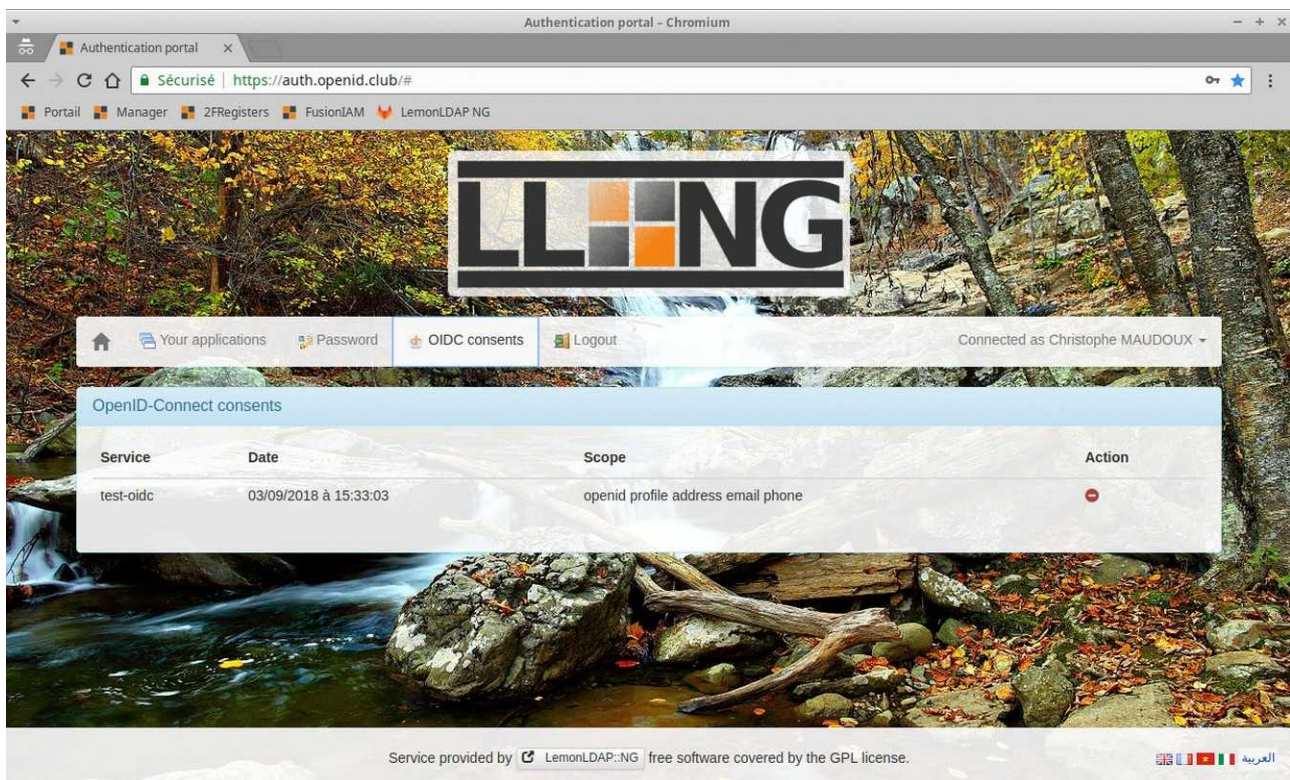 Authentication portal – Chromium
Authentication portal
Sécurisé | https://auth.openid.club/#
Portail Manager 2FRegisters FusionIAM LemonLDAP NG
LL NG
Your applications Password OIDC consents Logout Connected as Christophe MAUDOUX
OpenID-Connect consents
Service Date Scope Action
test-oidc 03/09/2018 à 15:33:03 openid profile address email phone
Service provided by LemonLDAP::NG free software covered by the GPL license.
العربية